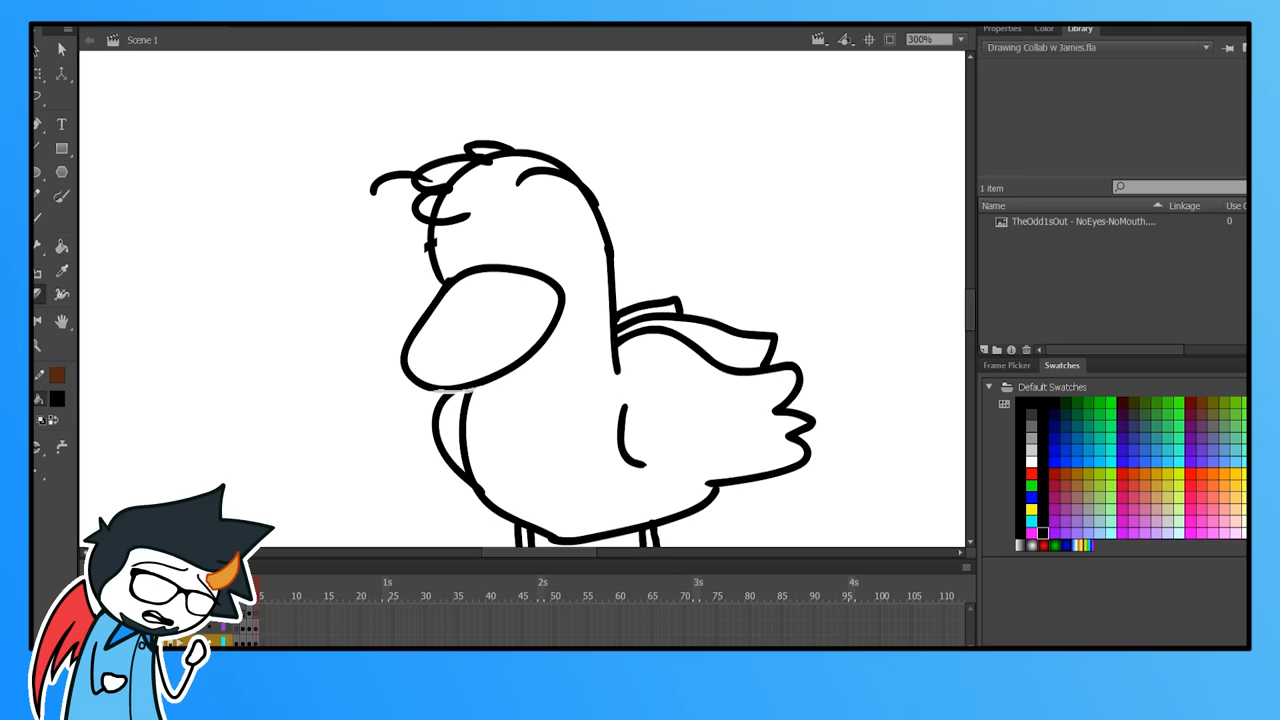 Properties Color Library
Scene 1
300%
Drawing Collab w James.fla
T
1 item
Name Linkage Use C
TheOdd1sOut - NoEyes-NoMouth.... 0
Frame Picker Swatches
Default Swatches
1s 2s 3s 4s
5 10 15 20 25 30 35 40 45 50 55 60 65 70 75 80 85 90 95 100 105 110